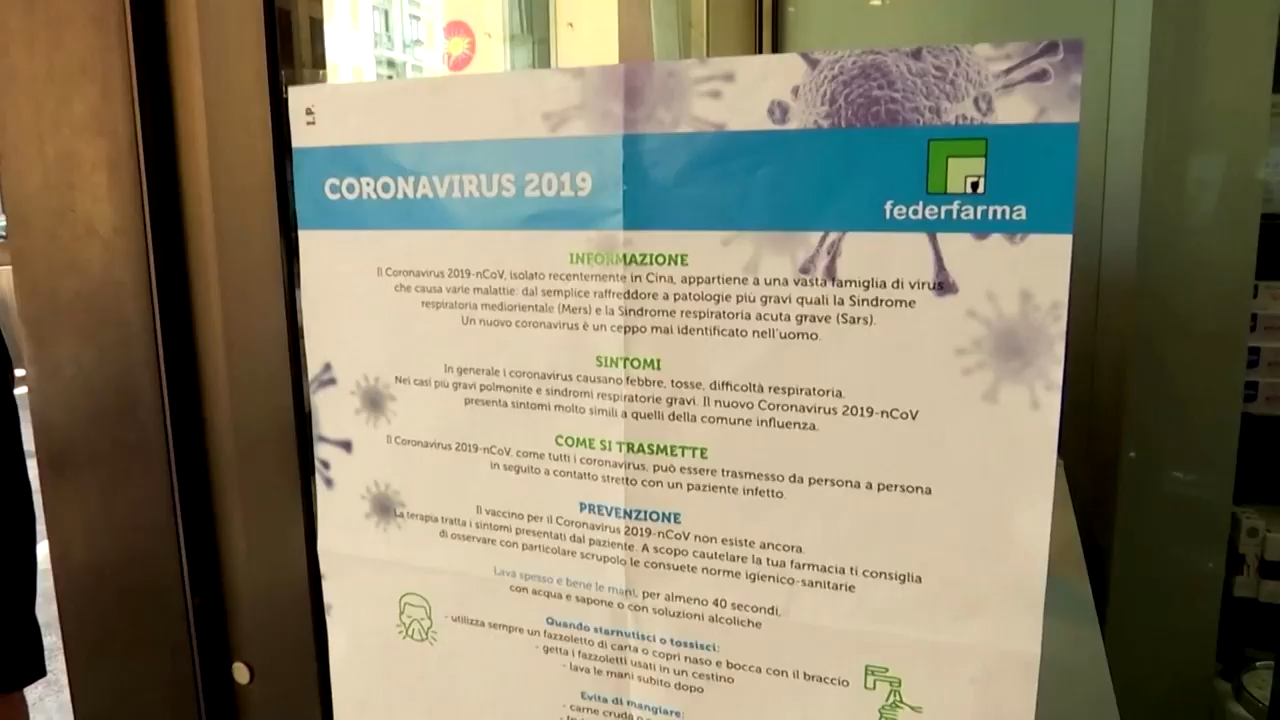 I.P.
CORONAVIRUS 2019
federfarma
INFORMAZIONE
Il Coronavirus 2019-nCoV, isolato recentemente in Cina, appartiene a una vasta famiglia di virus
che causa varie malattie: dal semplice raffreddore a patologie più gravi quali la Sindrome
respiratoria mediorientale (Mers) e la Sindrome respiratoria acuta grave (Sars).
Un nuovo coronavirus è un ceppo mai identificato nell'uomo.
SINTOMI
In generale i coronavirus causano febbre, tosse, difficoltà respiratoria.
Nei casi più gravi polmonite e sindromi respiratorie gravi. Il nuovo Coronavirus 2019-nCoV
presenta sintomi molto simili a quelli della comune influenza.
COME SI TRASMETTE
Il Coronavirus 2019-nCoV, come tutti i coronavirus, può essere trasmesso da persona a persona
in seguito a contatto stretto con un paziente infetto.
PREVENZIONE
Il vaccino per il Coronavirus 2019-nCoV non esiste ancora.
La terapia tratta i sintomi presentati dal paziente. A scopo cautelare la tua farmacia ti consiglia
di osservare con particolare scrupolo le consuete norme igienico-sanitarie
Lava spesso e bene le mani, per almeno 40 secondi,
con acqua e sapone o con soluzioni alcoliche
Quando starnutisci o tossisci:
- utilizza sempre un fazzoletto di carta o copri naso e bocca con il braccio
- getta i fazzoletti usati in un cestino
- lava le mani subito dopo
Evita di mangiare:
- carne cruda o